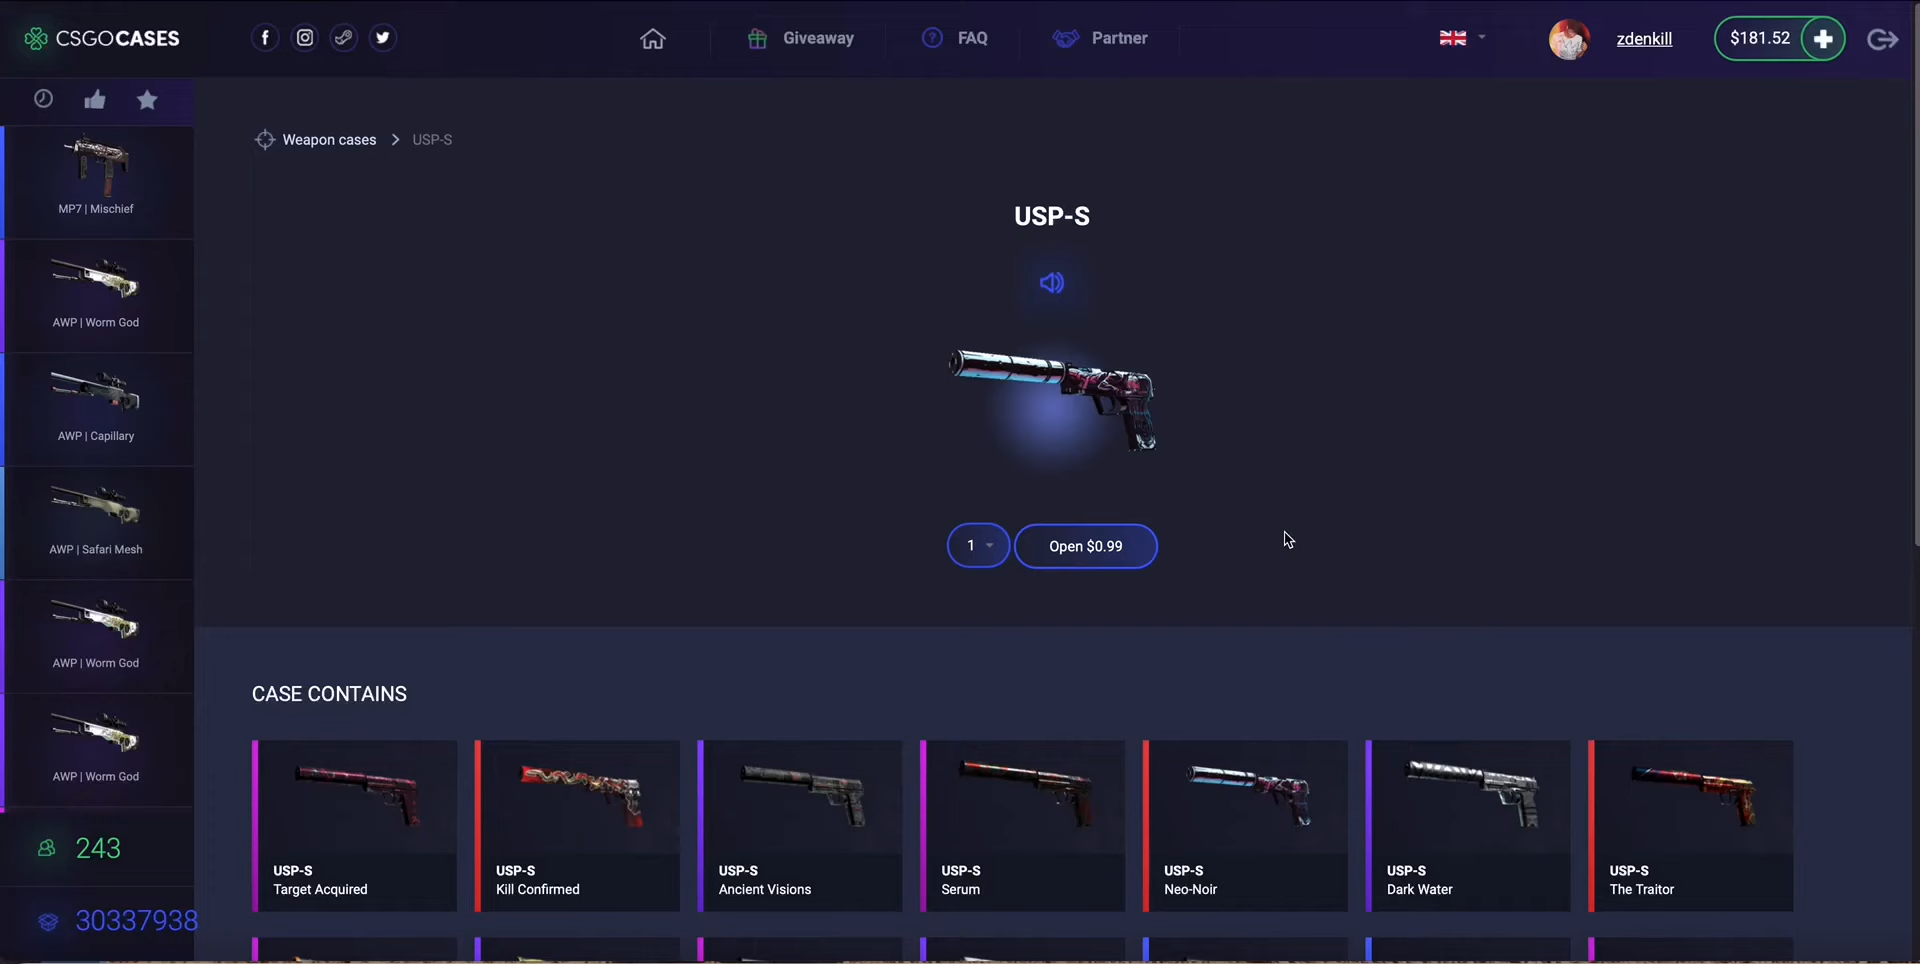 CSGOCASES
Giveaway
FAQ
Partner
zdenkill
$181.52
MP7 | Mischief
AWP | Worm God
AWP | Capillary
AWP | Safari Mesh
AWP | Worm God
AWP | Worm God
243
30337938
Weapon cases > USP-S
USP-S
1
Open $0.99
CASE CONTAINS
USP-S
Target Acquired
USP-S
Kill Confirmed
USP-S
Ancient Visions
USP-S
Serum
USP-S
Neo-Noir
USP-S
Dark Water
USP-S
The Traitor